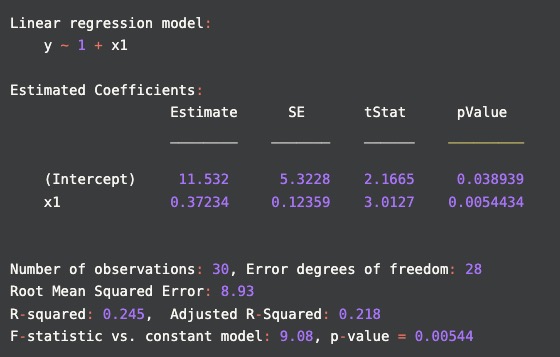 Linear regression model:
y ~ 1 + x1
Estimated Coefficients:
Estimate SE tStat pValue
(Intercept) 11.532 5.3228 2.1665 0.038939
x1 0.37234 0.12359 3.0127 0.0054434
Number of observations: 30, Error degrees of freedom: 28
Root Mean Squared Error: 8.93
R-squared: 0.245, Adjusted R-Squared: 0.218
F-statistic vs. constant model: 9.08, p-value = 0.00544